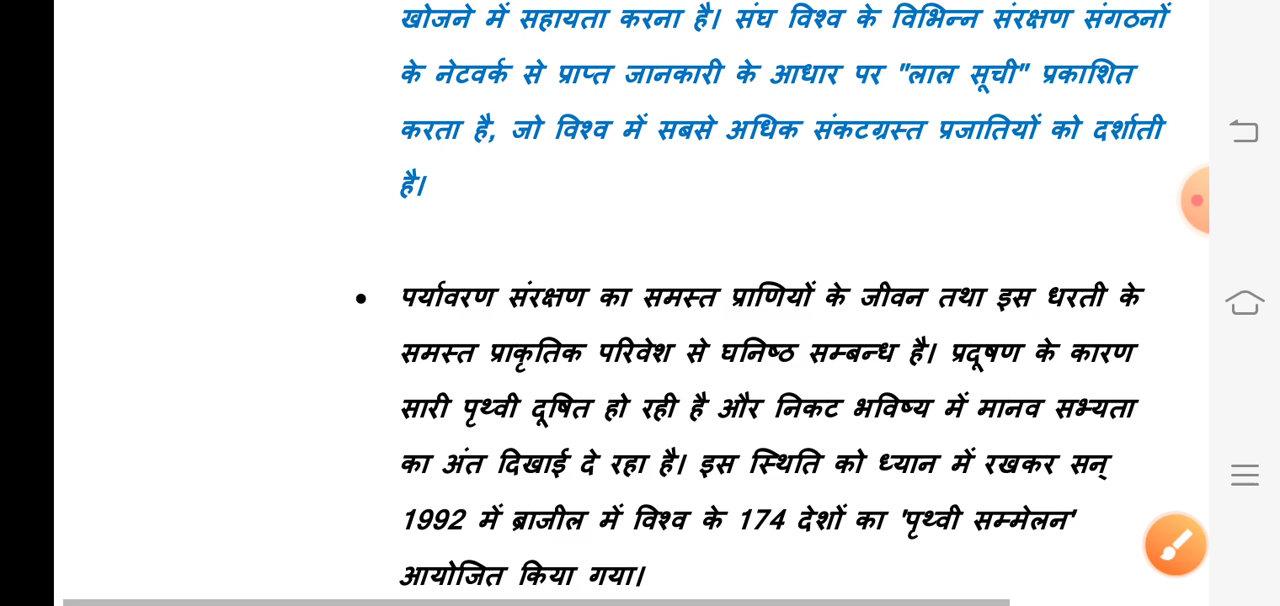 खोजने में सहायता करना है। संघ विश्व के विभिन्न संरक्षण संगठनों
के नेटवर्क से प्राप्त जानकारी के आधार पर "लाल सूची" प्रकाशित
करता है, जो विश्व में सबसे अधिक संकटग्रस्त प्रजातियों को दर्शाती
है।
• पर्यावरण संरक्षण का समस्त प्राणियों के जीवन तथा इस धरती के
समस्त प्राकृतिक परिवेश से घनिष्ठ सम्बन्ध है। प्रदूषण के कारण
सारी पृथ्वी दूषित हो रही है और निकट भविष्य में मानव सभ्यता
का अंत दिखाई दे रहा है। इस स्थिति को ध्यान में रखकर सन्
1992 में ब्राजील में विश्व के 174 देशों का 'पृथ्वी सम्मेलन'
आयोजित किया गया।